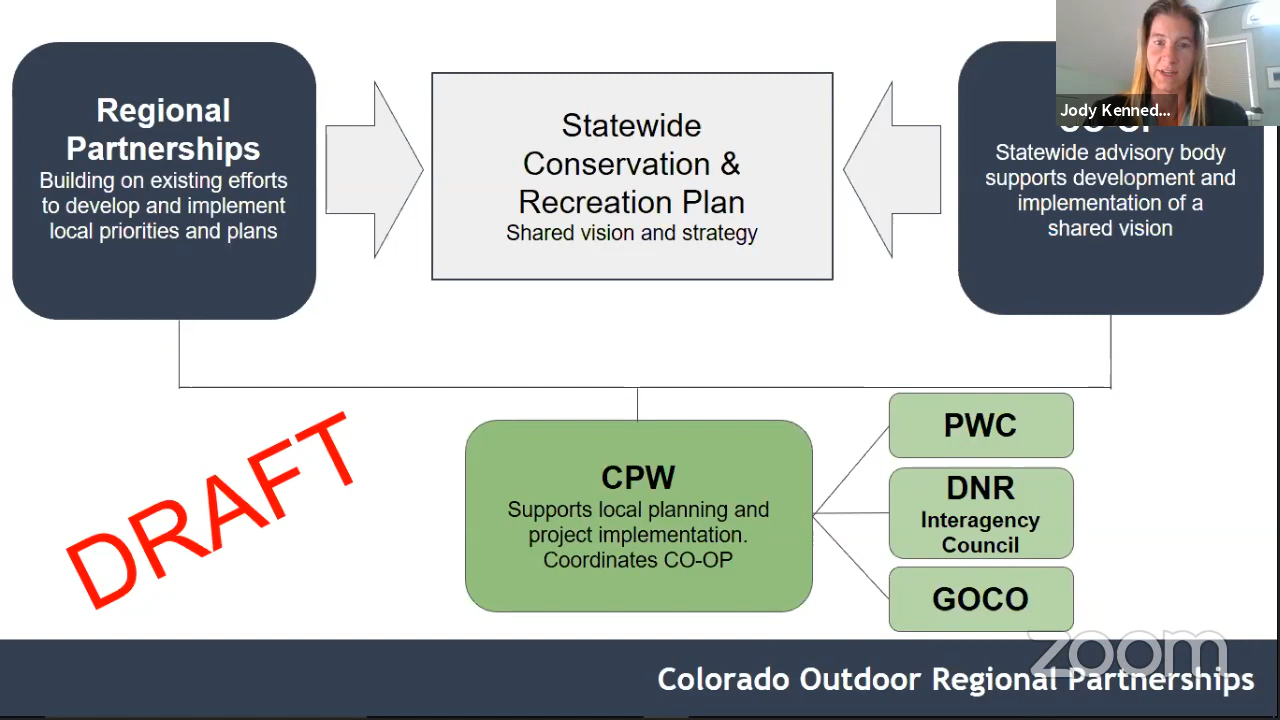 Regional
Partnerships
Building on existing efforts
to develop and implement
local priorities and plans
Statewide
Conservation &
Recreation Plan
Shared vision and strategy
Jody Kenned...
Statewide advisory body
supports development and
implementation of a
shared vision
DRAFT
CPW
Supports local planning and
project implementation.
Coordinates CO-OP
PWC
DNR
Interagency
Council
GOCO
zoom
Colorado Outdoor Regional Partnerships